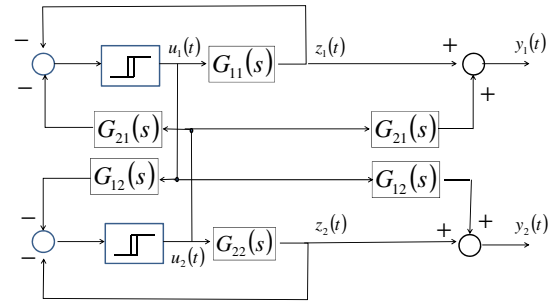 − u₁(t) z₁(t) + y₁(t)
G₁₁(s)
− +
G₂₁(s) G₂₁(s)
G₁₂(s) G₁₂(s)
− z₂(t) + + y₂(t)
− u₂(t) G₂₂(s)